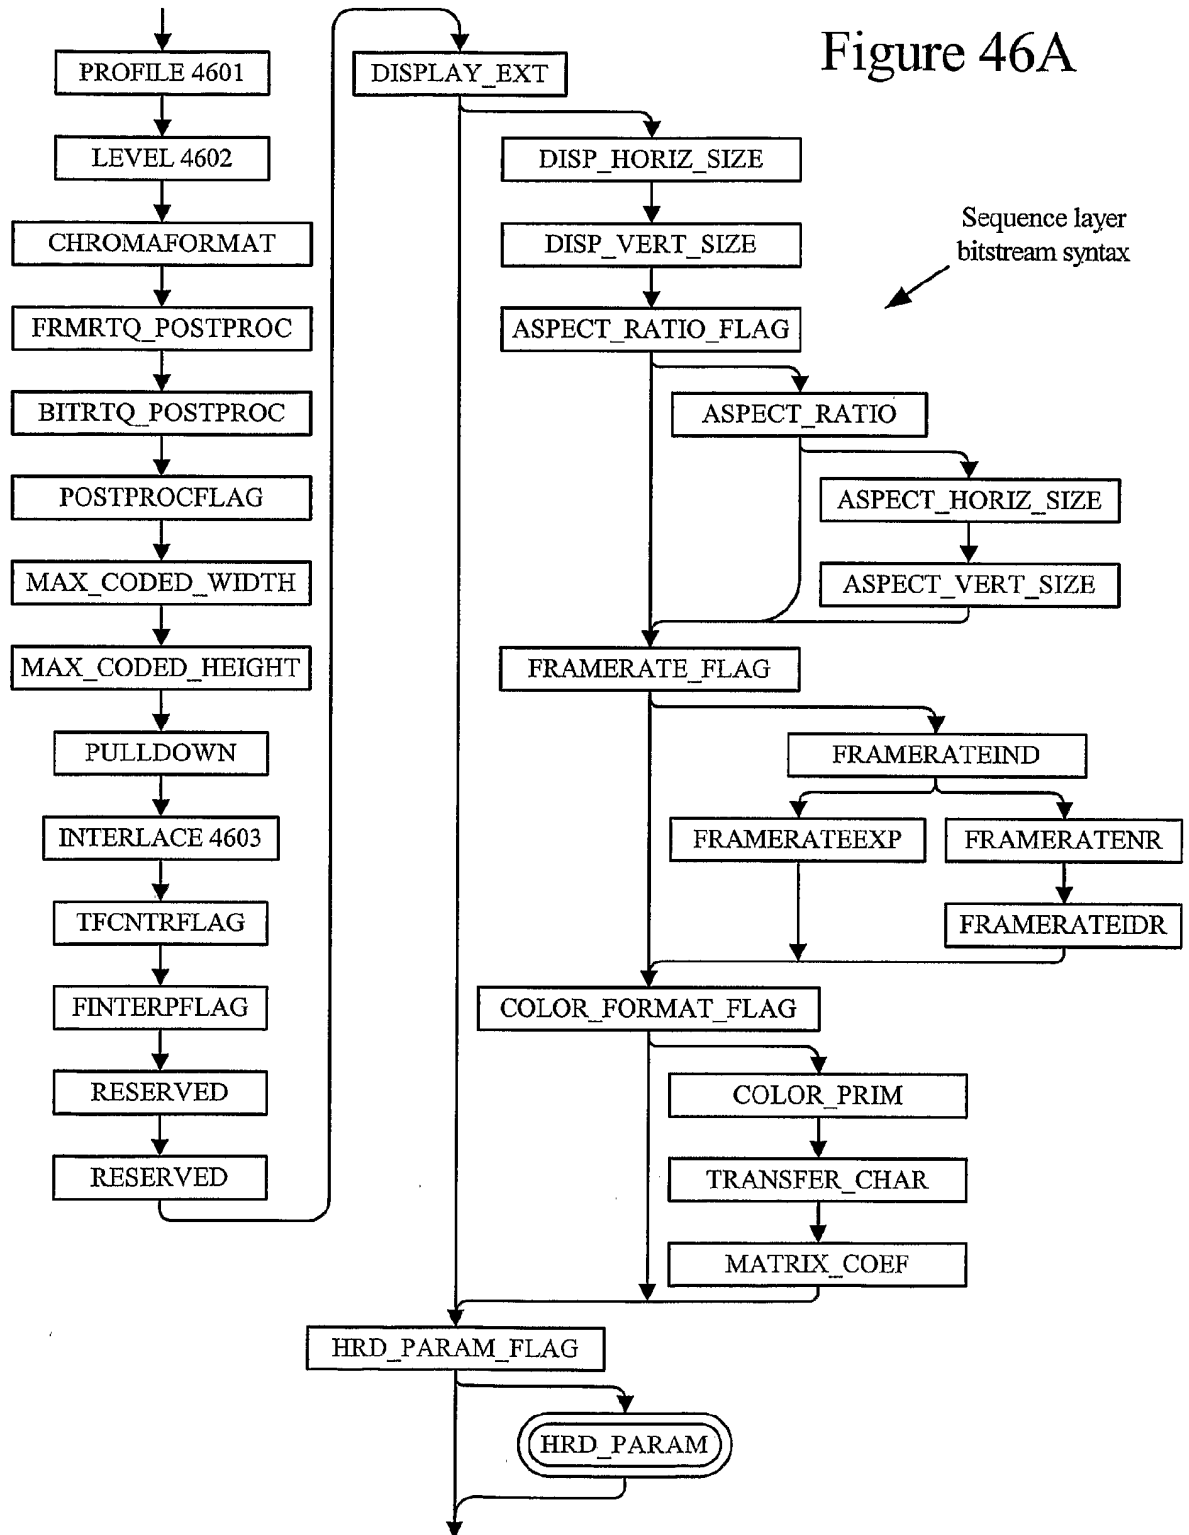 Figure 46A
PROFILE 4601
LEVEL 4602
CHROMAFORMAT
FRMRTQ_POSTPROC
BITRTQ_POSTPROC
POSTPROCFLAG
MAX_CODED_WIDTH
MAX_CODED_HEIGHT
PULLDOWN
INTERLACE 4603
TFCNTRFLAG
FINTERPFLAG
RESERVED
RESERVED
DISPLAY_EXT
DISP_HORIZ_SIZE
DISP_VERT_SIZE
ASPECT_RATIO_FLAG
ASPECT_RATIO
ASPECT_HORIZ_SIZE
ASPECT_VERT_SIZE
FRAMERATE_FLAG
FRAMERATEIND
FRAMERATEEXP
FRAMERATENR
FRAMERATEIDR
COLOR_FORMAT_FLAG
COLOR_PRIM
TRANSFER_CHAR
MATRIX_COEF
HRD_PARAM_FLAG
HRD_PARAM
Sequence layer
bitstream syntax